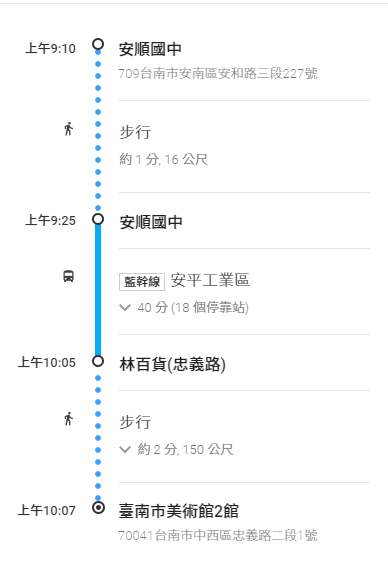 上午9:10 安順國中
709台南市安南區安和路三段227號
步行
約 1 分, 16 公尺
上午9:25 安順國中
藍幹線 安平工業區
40 分 (18 個停靠站)
上午10:05 林百貨(忠義路)
步行
約 2 分, 150 公尺
上午10:07 臺南市美術館2館
70041台南市中西區忠義路二段1號